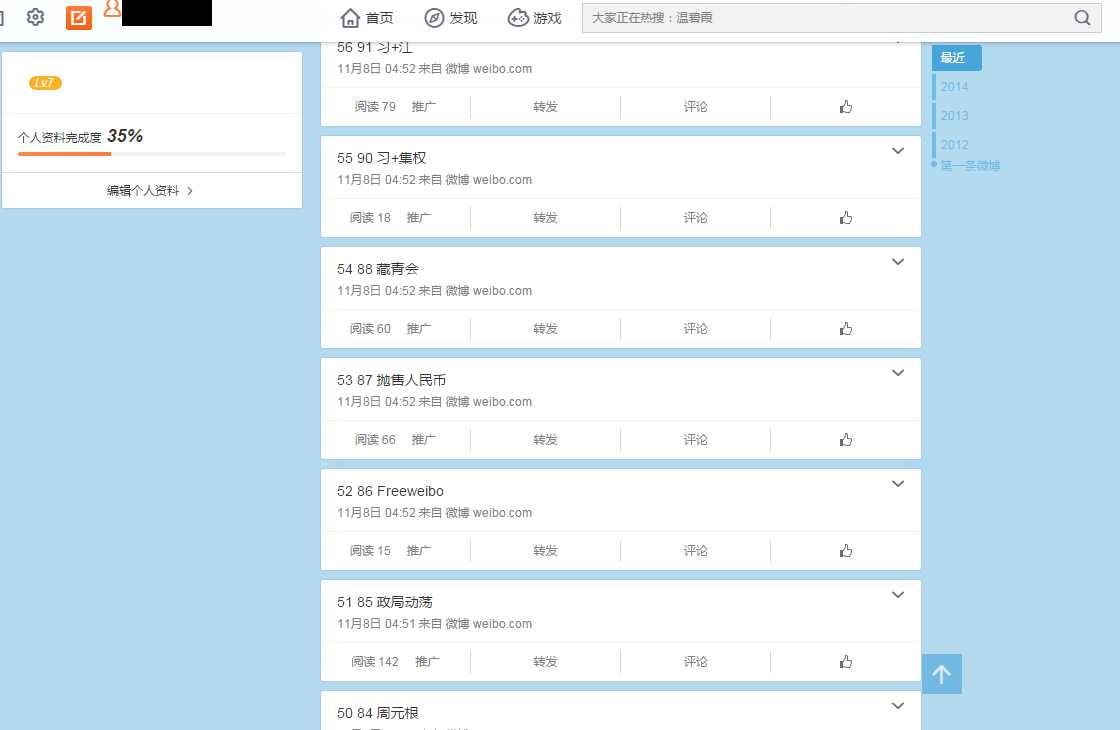 首页 发现 游戏 大家正在热搜：温碧霞
Lv7
个人资料完成度 35%
编辑个人资料
56 91 习+江
11月8日 04:52 来自 微博 weibo.com
阅读 79 推广 转发 评论
55 90 习+集权
11月8日 04:52 来自 微博 weibo.com
阅读 18 推广 转发 评论
54 88 藏青会
11月8日 04:52 来自 微博 weibo.com
阅读 60 推广 转发 评论
53 87 抛售人民币
11月8日 04:52 来自 微博 weibo.com
阅读 66 推广 转发 评论
52 86 Freeweibo
11月8日 04:52 来自 微博 weibo.com
阅读 15 推广 转发 评论
51 85 政局动荡
11月8日 04:51 来自 微博 weibo.com
阅读 142 推广 转发 评论
50 84 周元根
最近
2014
2013
2012
第一条微博